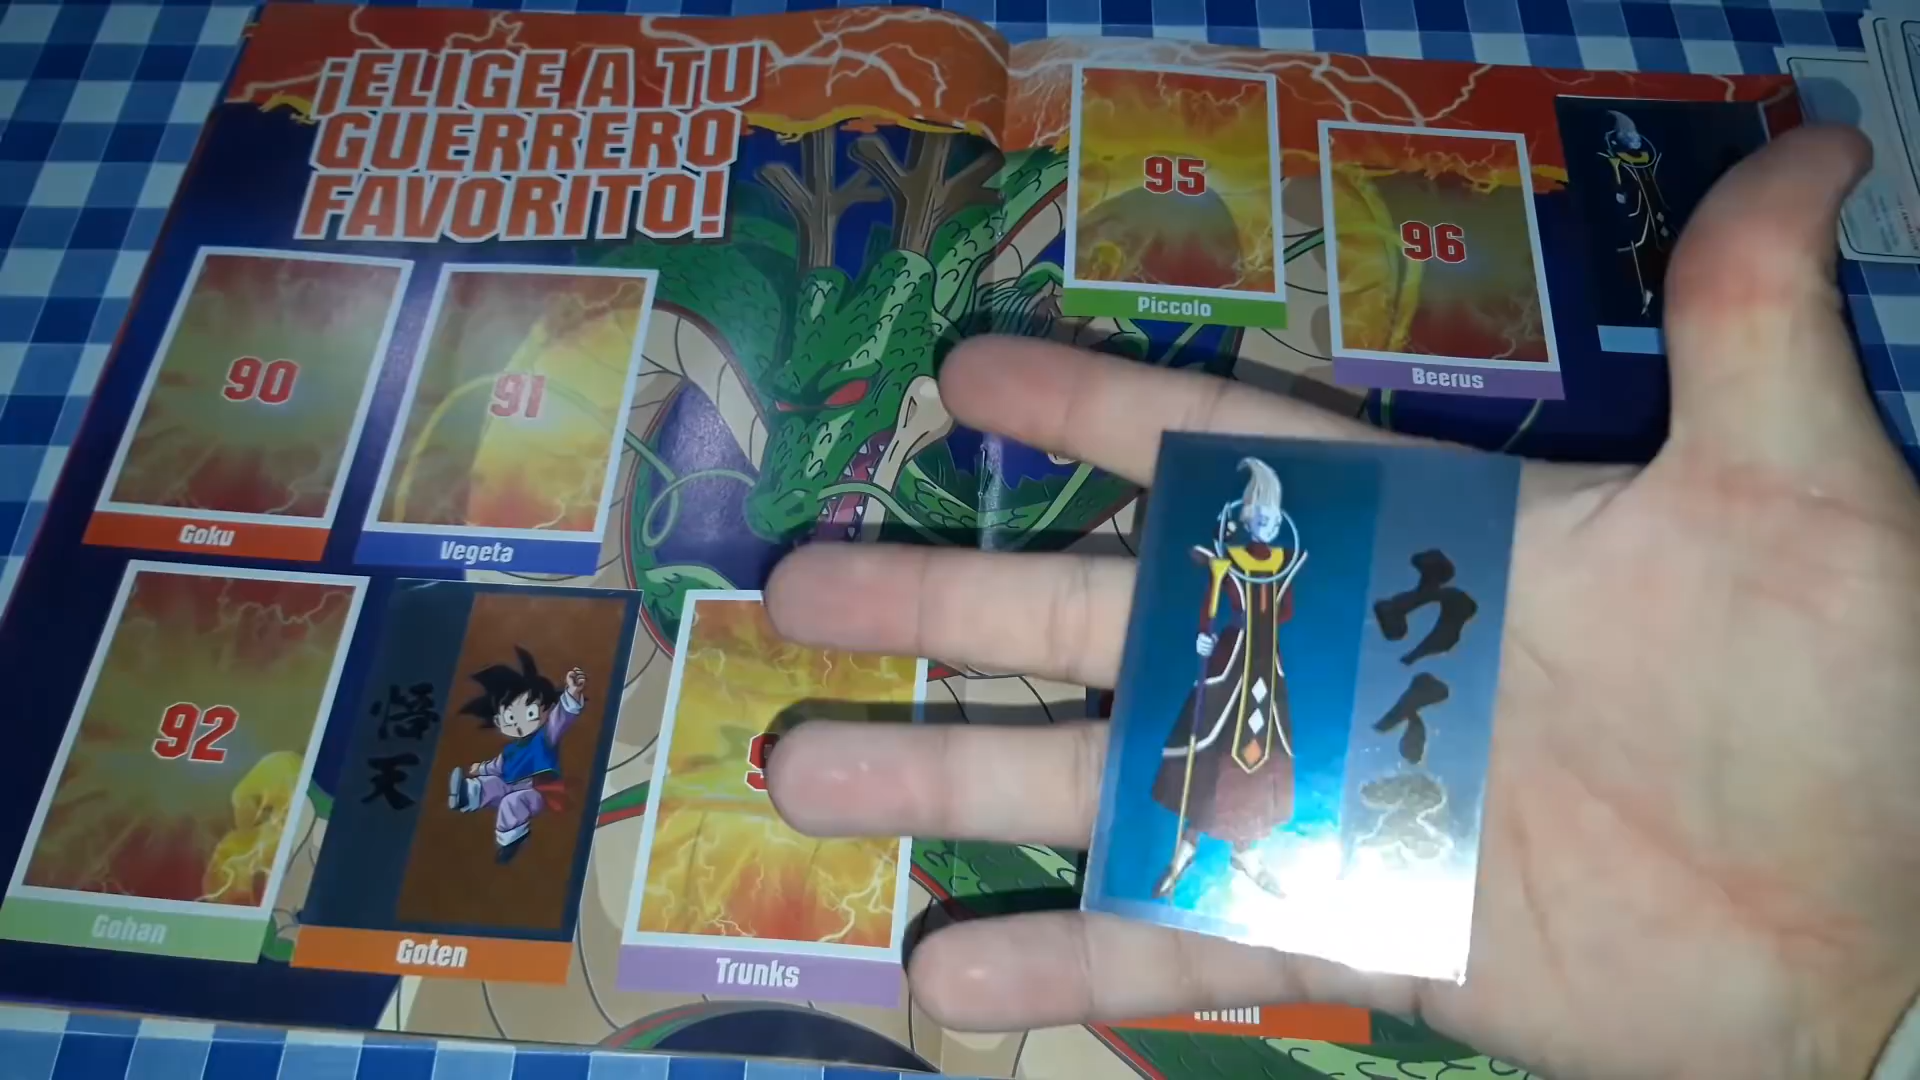 ¡ELIGE A TU
GUERRERO
FAVORITO!
90
Goku
91
Vegeta
92
Gohan
悟天
Goten
Trunks
95
Piccolo
96
Beerus
ウイス